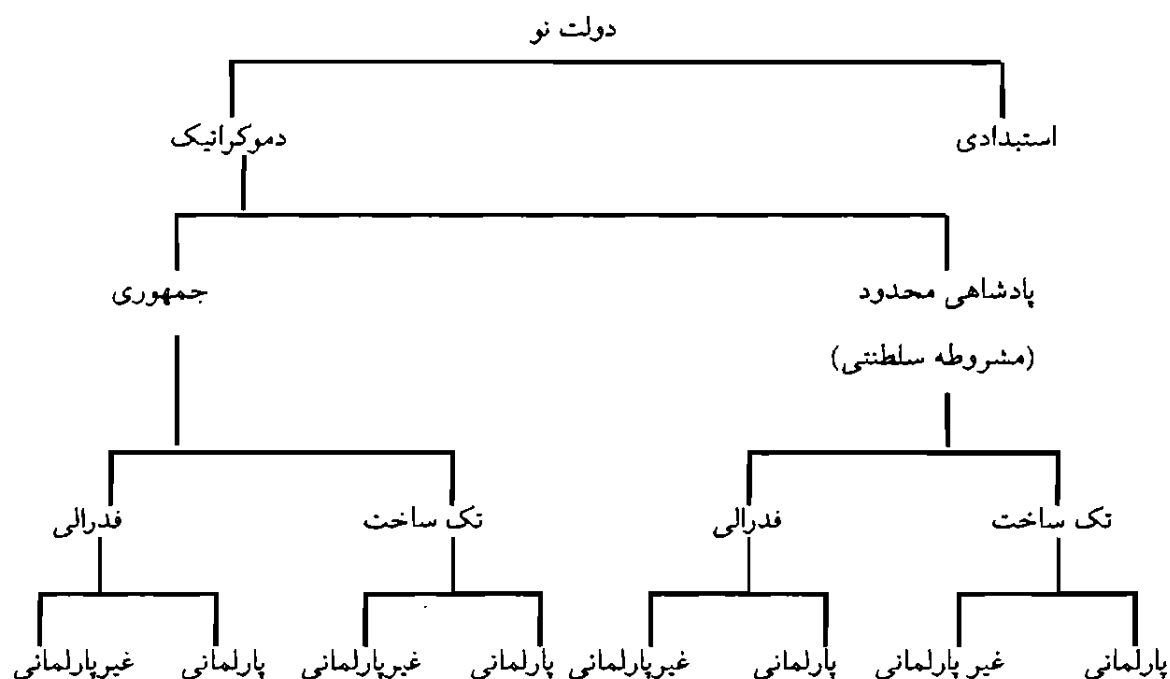 دولت نو
استبدادی دموکراتیک
پادشاهی محدود جمهوری
(مشروطه سلطنتی)
تک ساخت فدرالی تک ساخت فدرالی
پارلمانی غیر پارلمانی پارلمانی غیرپارلمانی پارلمانی غیرپارلمانی پارلمانی غیرپارلمانی